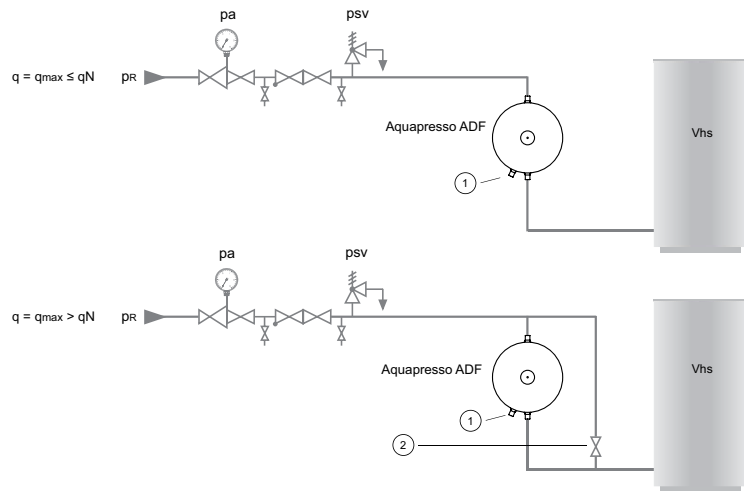 pa
psv
q = qmax ≤ qN
pR
Aquapresso ADF
Vhs
1
pa
psv
q = qmax > qN
pR
Aquapresso ADF
Vhs
1
2